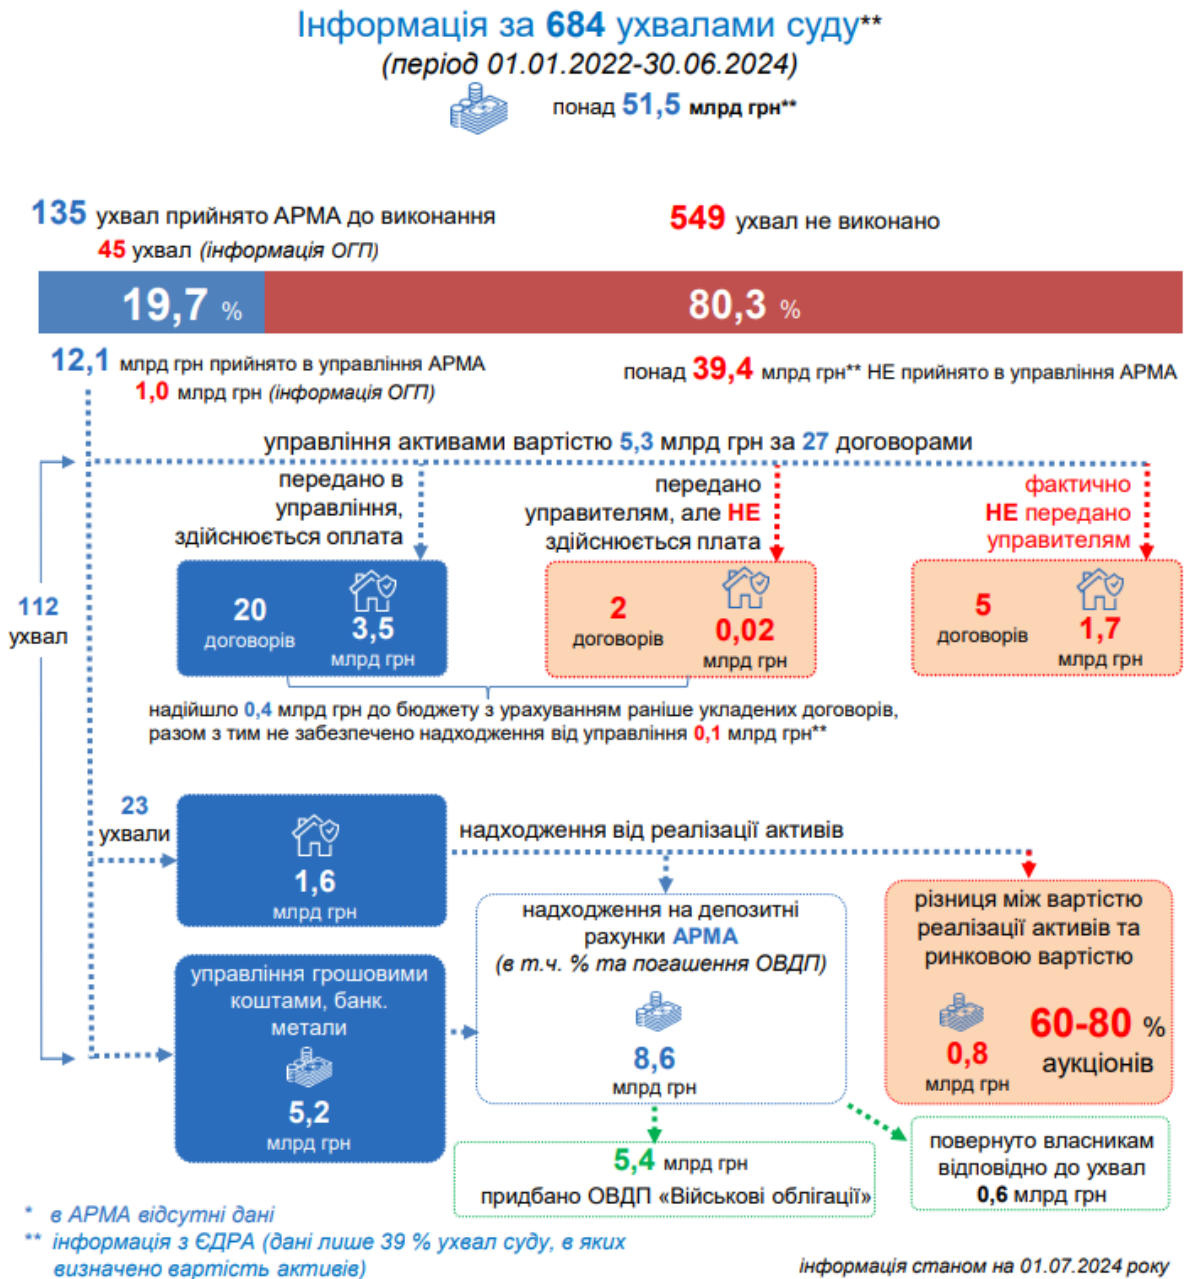 Інформація за 684 ухвалами суду**
(період 01.01.2022-30.06.2024)
понад 51,5 млрд грн**
135 ухвал прийнято АРМА до виконання
45 ухвал (інформація ОГП)
549 ухвал не виконано
19,7 %
80,3 %
12,1 млрд грн прийнято в управління АРМА
1,0 млрд грн (інформація ОГП)
понад 39,4 млрд грн** НЕ прийнято в управління АРМА
управління активами вартістю 5,3 млрд грн за 27 договорами
передано в
управління,
здійснюється оплата
передано
управителям, але НЕ
здійснюється плата
фактично
НЕ передано
управителям
112
ухвал
20
договорів
3,5
млрд грн
2
договорів
0,02
млрд грн
5
договорів
1,7
млрд грн
надійшло 0,4 млрд грн до бюджету з урахуванням раніше укладених договорів,
разом з тим не забезпечено надходження від управління 0,1 млрд грн**
23
ухвали
1,6
млрд грн
надходження від реалізації активів
управління грошовими
коштами, банк.
метали
5,2
млрд грн
надходження на депозитні
рахунки АРМА
(в т.ч. % та погашення ОВДП)
8,6
млрд грн
різниця між вартістю
реалізації активів та
ринковою вартістю
0,8
млрд грн
60-80 %
аукціонів
5,4 млрд грн
придбано ОВДП «Військові облігації»
повернуто власникам
відповідно до ухвал
0,6 млрд грн
* в АРМА відсутні дані
** інформація з ЄДРА (дані лише 39 % ухвал суду, в яких
визначено вартість активів)
інформація станом на 01.07.2024 року